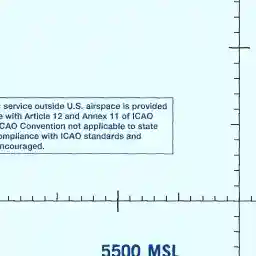 service outside U.S. airspace is provided
with Article 12 and Annex 11 of ICAO
ICAO Convention not applicable to state
compliance with ICAO standards and
encouraged.
5500 MSL